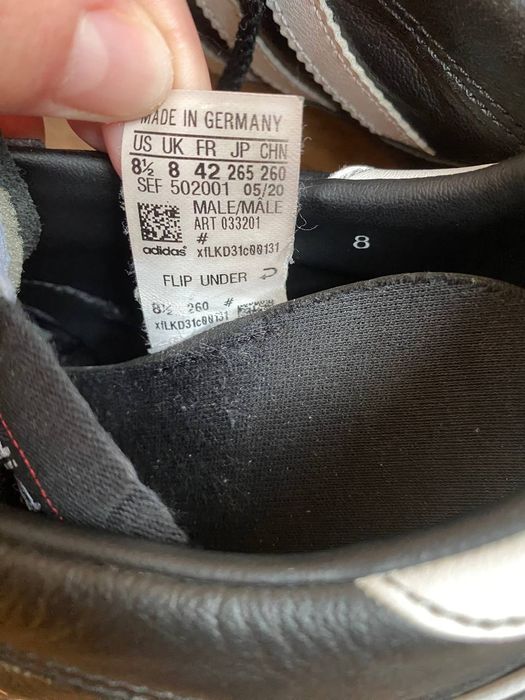 MADE IN GERMANY
US UK FR JP CHN
8½ 8 42 265 260
SEF 502001 05/20
MALE/MÂLE
ART 033201
#
adidas xfLKD31c00131
FLIP UNDER
8½ 260 #
xfLKD31c00131
8